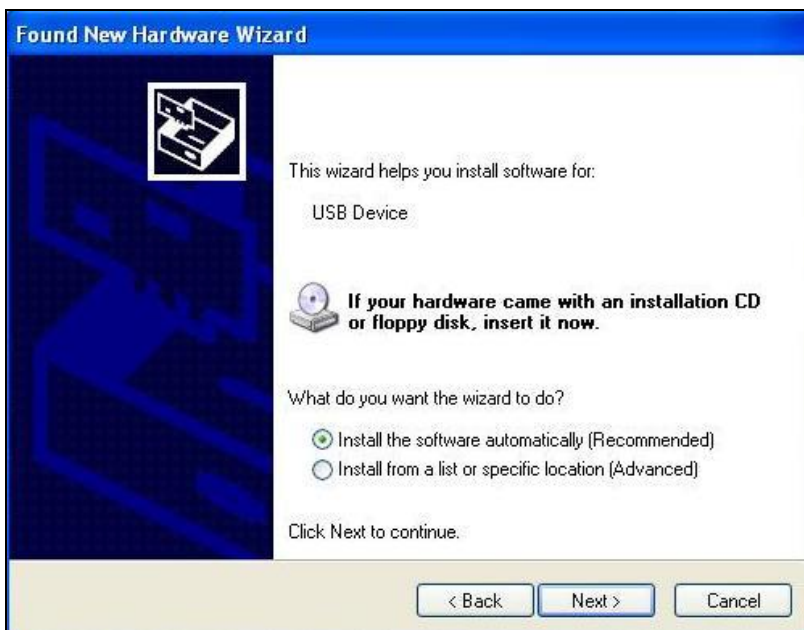 Found New Hardware Wizard
This wizard helps you install software for:
USB Device
If your hardware came with an installation CD
or floppy disk, insert it now.
What do you want the wizard to do?
Install the software automatically (Recommended)
Install from a list or specific location (Advanced)
Click Next to continue.
< Back
Next >
Cancel